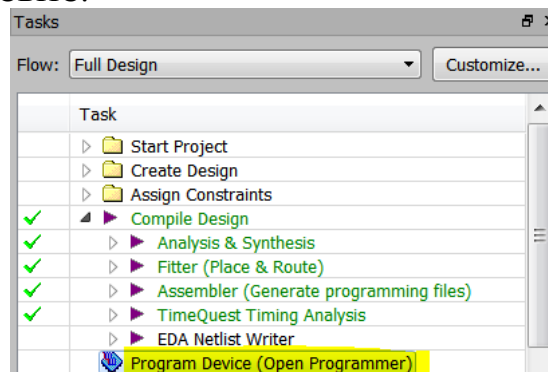 Tasks
Flow: Full Design Customize...
Task
Start Project
Create Design
Assign Constraints
Compile Design
Analysis & Synthesis
Fitter (Place & Route)
Assembler (Generate programming files)
TimeQuest Timing Analysis
EDA Netlist Writer
Program Device (Open Programmer)